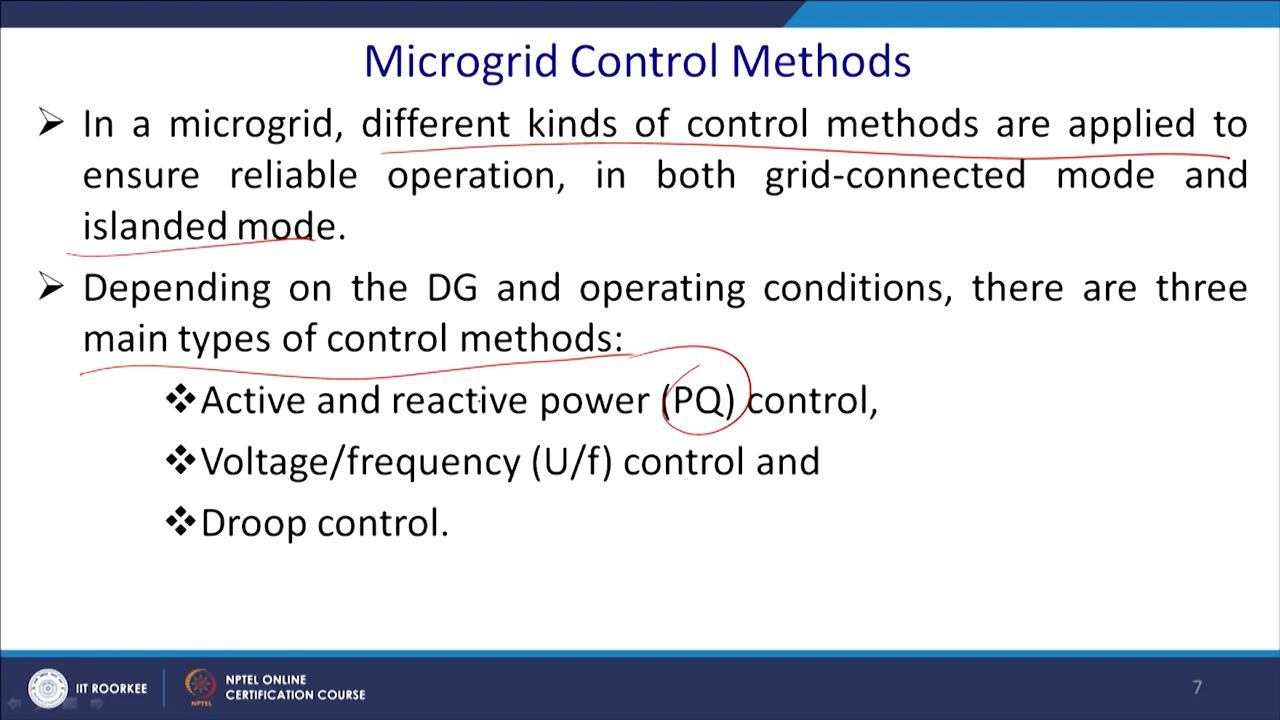 Microgrid Control Methods
➢ In a microgrid, different kinds of control methods are applied to
ensure reliable operation, in both grid-connected mode and
islanded mode.
➢ Depending on the DG and operating conditions, there are three
main types of control methods:
❖Active and reactive power (PQ) control,
❖Voltage/frequency (U/f) control and
❖Droop control.
IIT ROORKEE
NPTEL
NPTEL ONLINE
CERTIFICATION COURSE
7